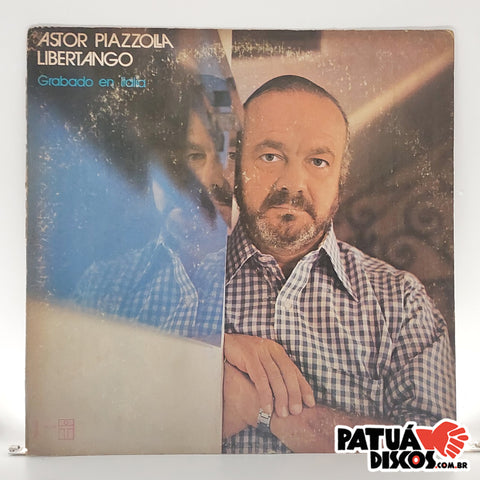 ASTOR PIAZZOLLA
LIBERTANGO
Grabado en Italia
PATUÁ
DISCOS.COM.BR